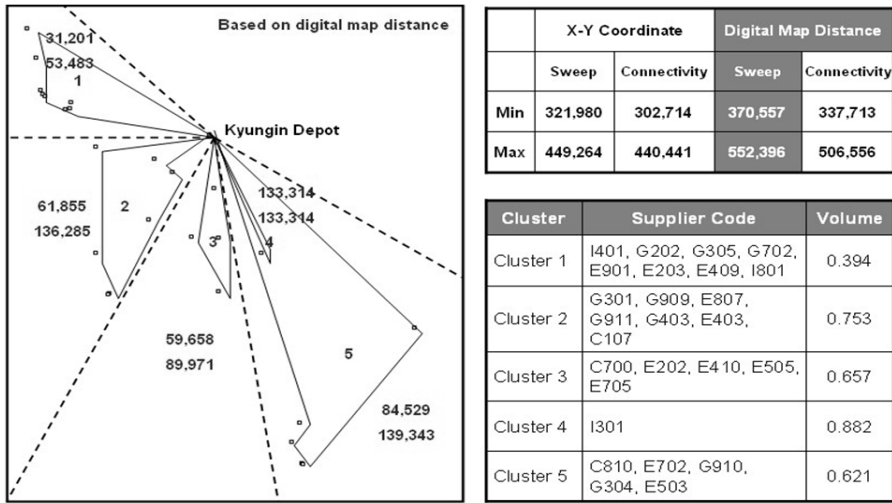 Based on digital map distance
31,201
53,483
1
Kyungin Depot
133,314
133,314
4
61,855
136,285
2
3
59,658
89,971
5
84,529
139,343
X-Y Coordinate Digital Map Distance
Sweep Connectivity Sweep Connectivity
Min 321,980 302,714 370,557 337,713
Max 449,264 440,441 552,396 506,556
Cluster Supplier Code Volume
Cluster 1 I401, G202, G305, G702, 0.394
E901, E203, E409, I801
Cluster 2 G301, G909, E807, 0.753
G911, G403, E403,
C107
Cluster 3 C700, E202, E410, E505, 0.657
E705
Cluster 4 I301 0.882
Cluster 5 C810, E702, G910, 0.621
G304, E503